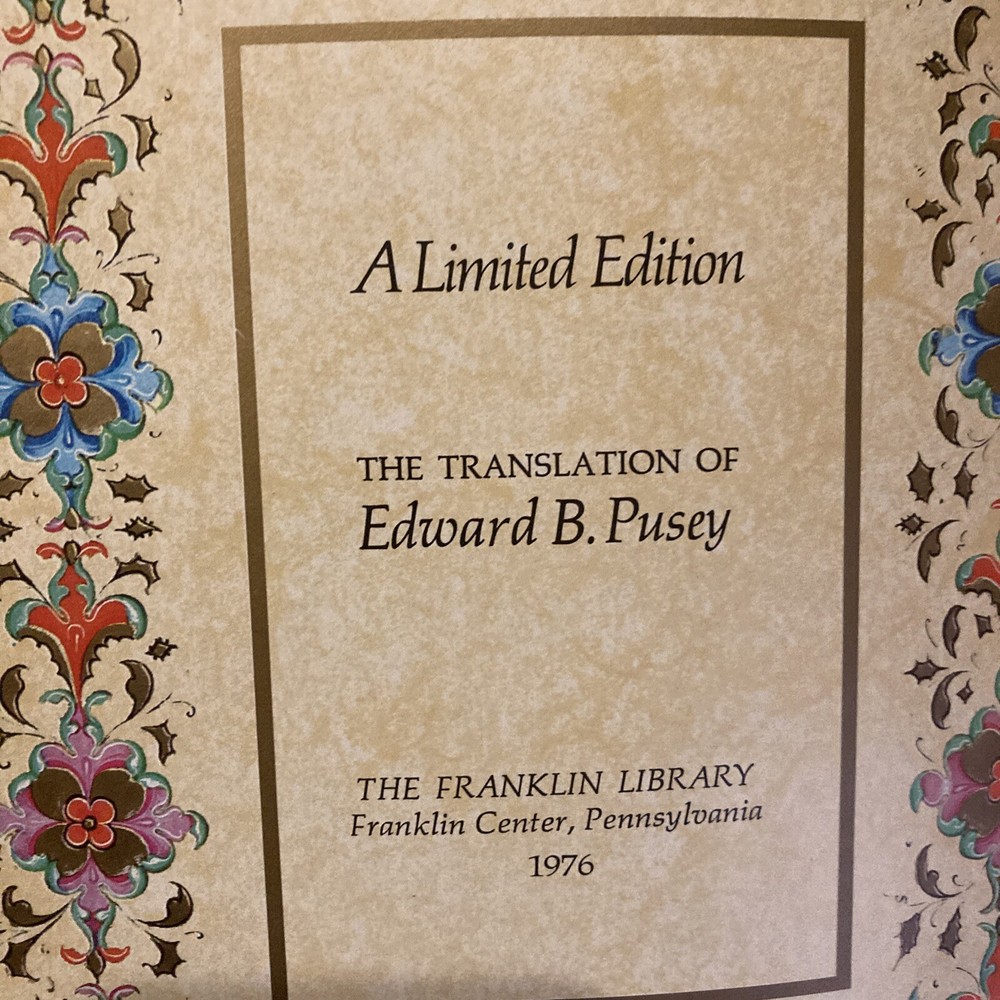 A Limited Edition
THE TRANSLATION OF
Edward B. Pusey
THE FRANKLIN LIBRARY
Franklin Center, Pennsylvania
1976